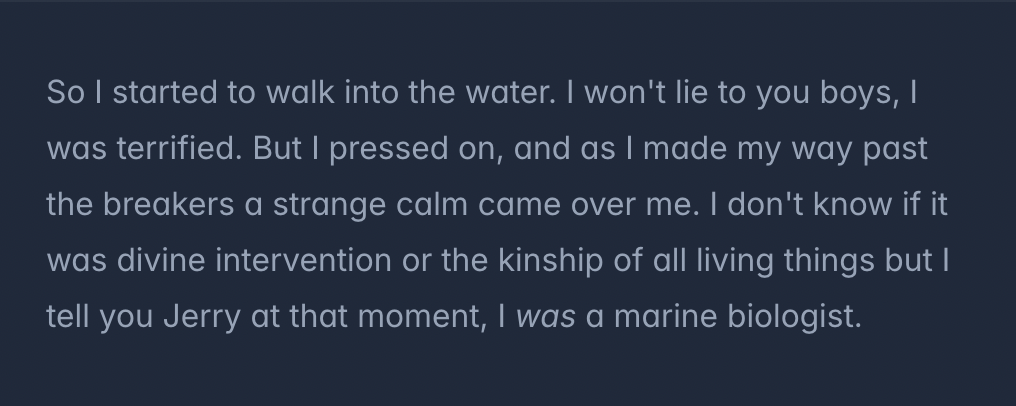 So I started to walk into the water. I won't lie to you boys, I
was terrified. But I pressed on, and as I made my way past
the breakers a strange calm came over me. I don't know if it
was divine intervention or the kinship of all living things but I
tell you Jerry at that moment, I was a marine biologist.